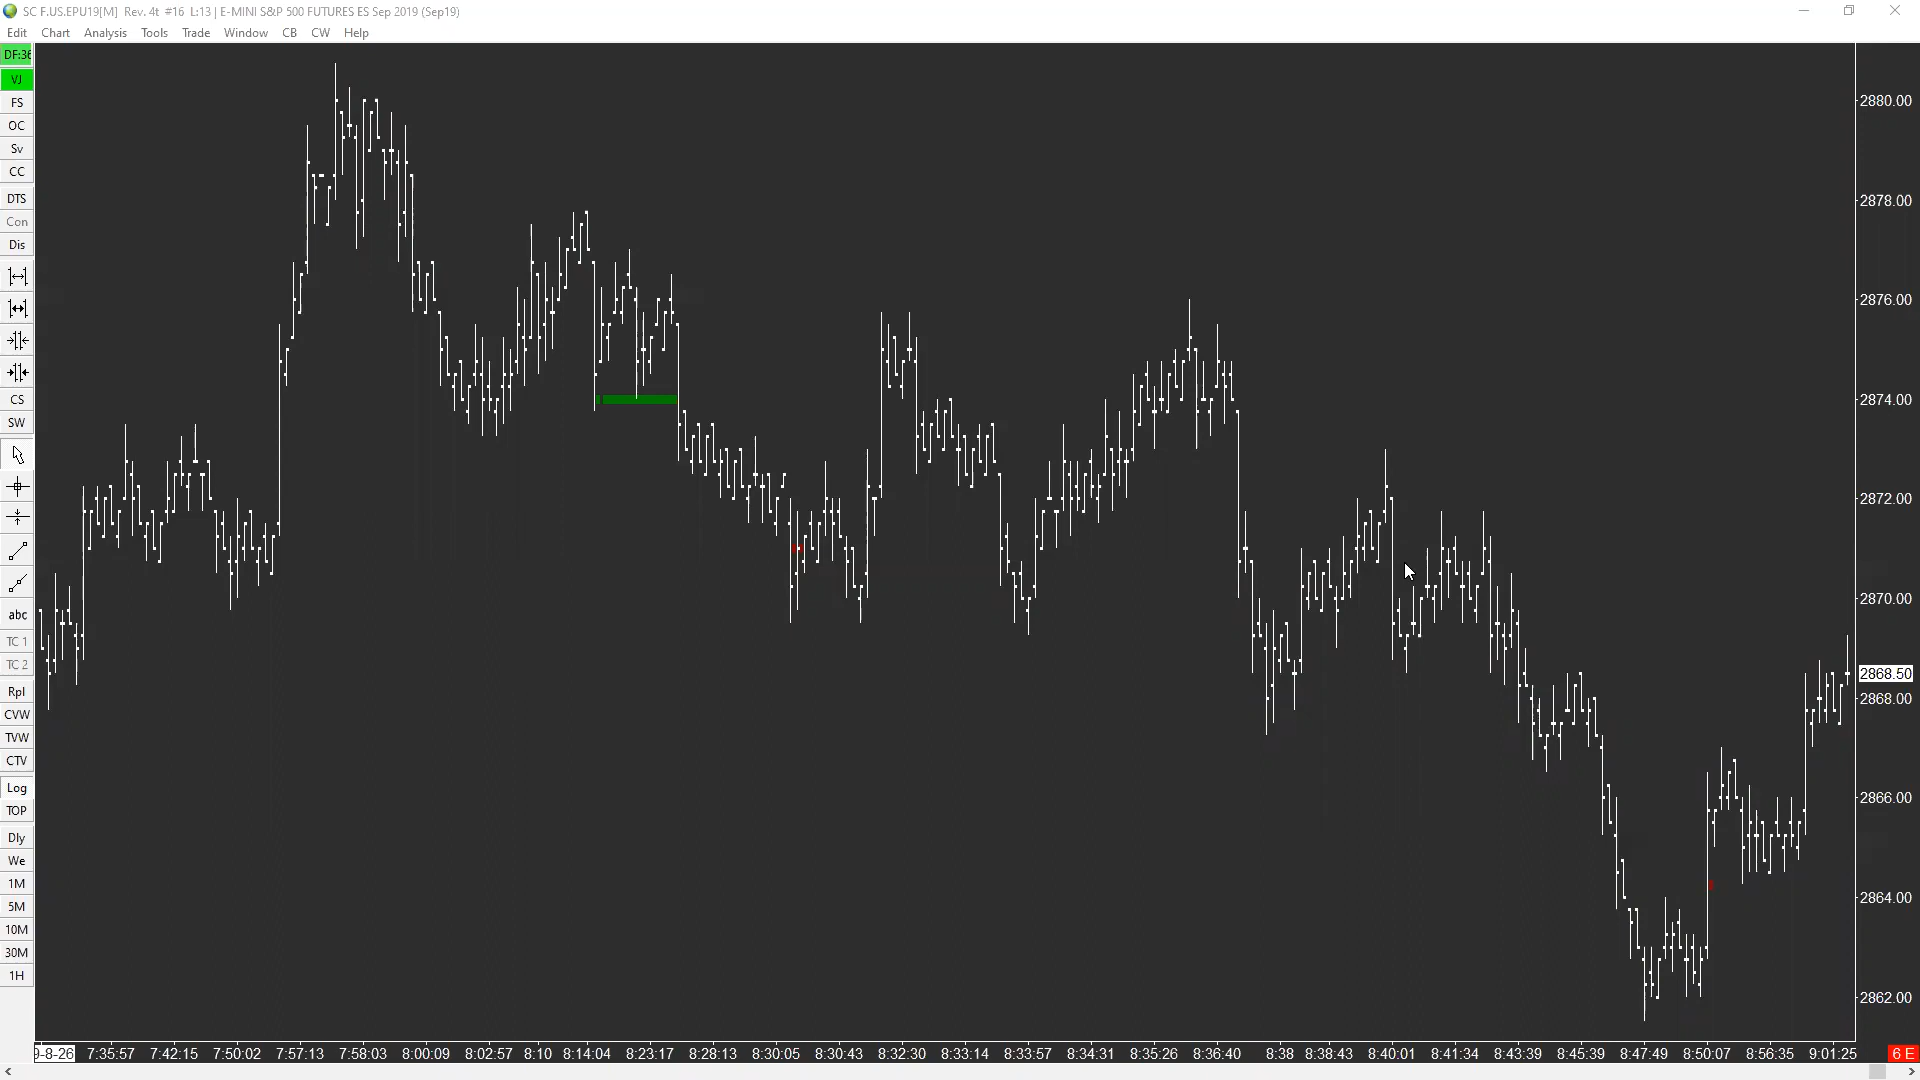 SC F.US.EPU19[M] Rev. 4t #16 L:13 | E-MINI S&P 500 FUTURES ES Sep 2019 (Sep19)
Edit Chart Analysis Tools Trade Window CB CW Help
DF:36
VJ
FS
OC
Sv
CC
DTS
Con
Dis
CS
SW
abc
TC 1
TC 2
Rpl
CVW
TVW
CTV
Log
TOP
Dly
We
1M
5M
10M
30M
1H
2880.00
2878.00
2876.00
2874.00
2872.00
2870.00
2868.50
2868.00
2866.00
2864.00
2862.00
9-8-26 7:35:57 7:42:15 7:50:02 7:57:13 7:58:03 8:00:09 8:02:57 8:10 8:14:04 8:23:17 8:28:13 8:30:05 8:30:43 8:32:30 8:33:14 8:33:57 8:34:31 8:35:26 8:36:40 8:38 8:38:43 8:40:01 8:41:34 8:43:39 8:45:39 8:47:49 8:50:07 8:56:35 9:01:25 6 E